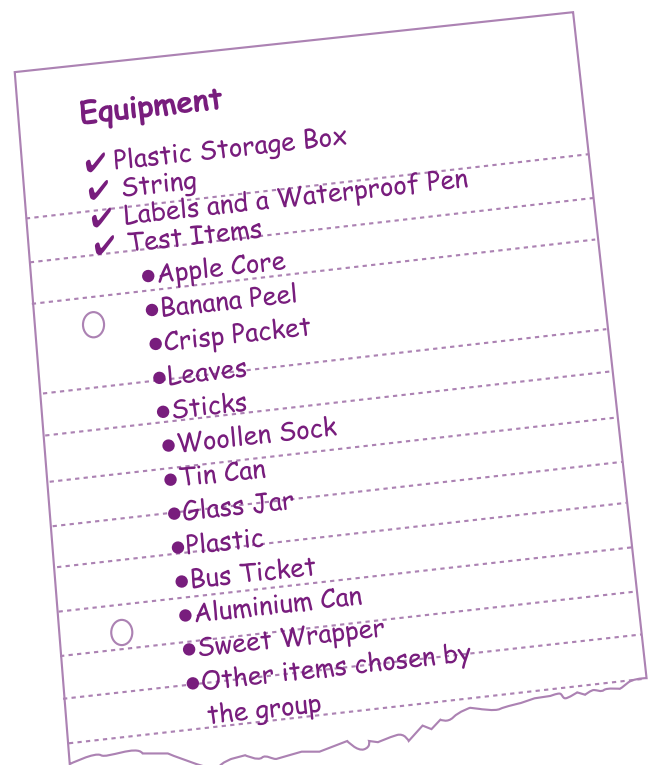 Equipment
✔ Plastic Storage Box
✔ String
✔ Labels and a Waterproof Pen
✔ Test Items
●Apple Core
●Banana Peel
●Crisp Packet
●Leaves
●Sticks
●Woollen Sock
●Tin Can
●Glass Jar
●Plastic
●Bus Ticket
●Aluminium Can
●Sweet Wrapper
●Other items chosen by
the group